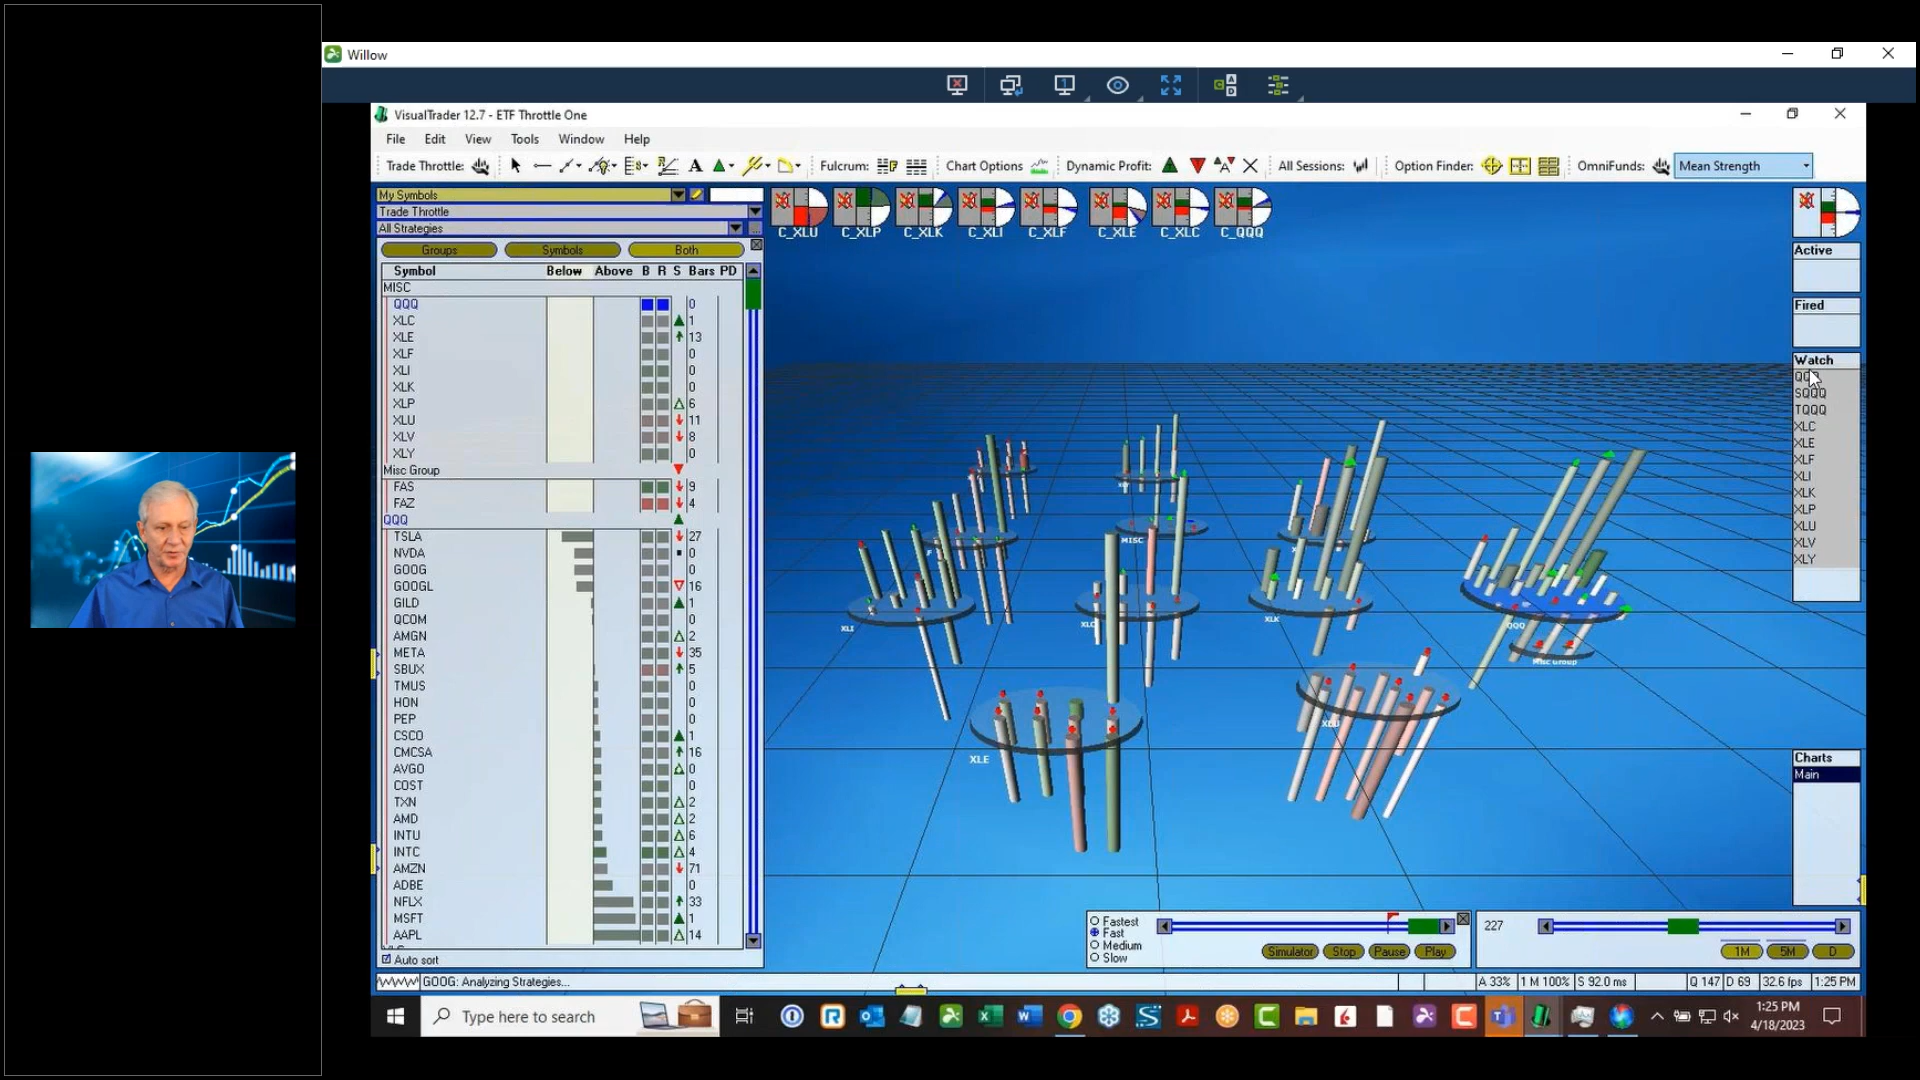 Willow
VisualTrader 12.7 - ETF Throttle One
File Edit View Tools Window Help
Trade Throttle: A Fulcrum: Chart Options Dynamic Profit: All Sessions: Option Finder: OmniFunds: Mean Strength
My Symbols
Trade Throttle
All Strategies
Groups Symbols Both
Symbol Below Above B R S Bars PD
MISC
QQQ 0
XLC 1
XLE 13
XLF 0
XLI 0
XLK 0
XLP 6
XLU 11
XLV 8
XLY 0
Misc Group
FAS 9
FAZ 4
QQQ
TSLA 27
NVDA 0
GOOG 0
GOOGL 16
GILD 1
QCOM 0
AMGN 2
META 35
SBUX 5
TMUS 0
HON 0
PEP 0
CSCO 1
CMCSA 16
AVGO 0
COST 0
TXN 2
AMD 2
INTU 6
INTC 4
AMZN 71
ADBE 0
NFLX 33
MSFT 1
AAPL 14
Auto sort
GOOG: Analyzing Strategies...
C_XLU C_XLP C_XLK C_XLI C_XLF C_XLE C_XLC C_QQQ
MISC
XLI
XLK
QQQ
Misc Group
XLU
XLE
Active
Fired
Watch
SQQQ
TQQQ
XLC
XLE
XLF
XLI
XLK
XLP
XLU
XLV
XLY
Charts
Main
Fastest
Fast
Medium
Slow
Simulator Stop Pause Play
227
1M 5M D
A 33% 1 M 100% S 92.0 ms Q 147 D 69 32.6 fps 1:25 PM
Type here to search
1:25 PM
4/18/2023